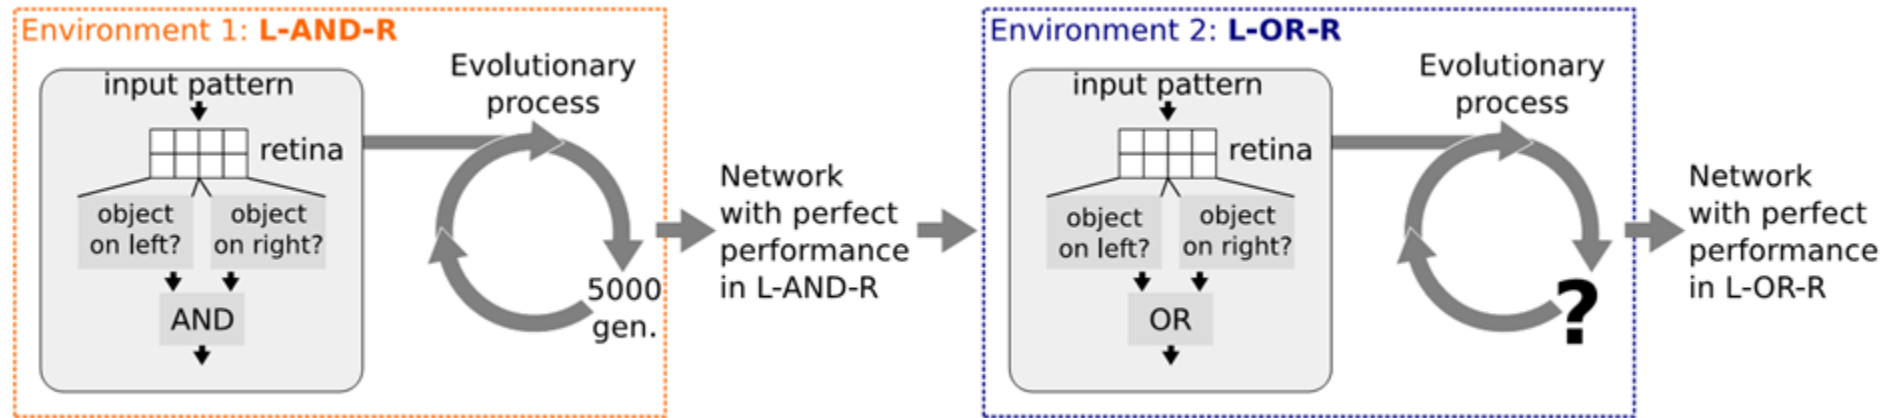 Environment 1: L-AND-R
input pattern
retina
object
on left?
object
on right?
AND
Evolutionary
process
5000
gen.
Network
with perfect
performance
in L-AND-R
Environment 2: L-OR-R
input pattern
retina
object
on left?
object
on right?
OR
Evolutionary
process
?
Network
with perfect
performance
in L-OR-R